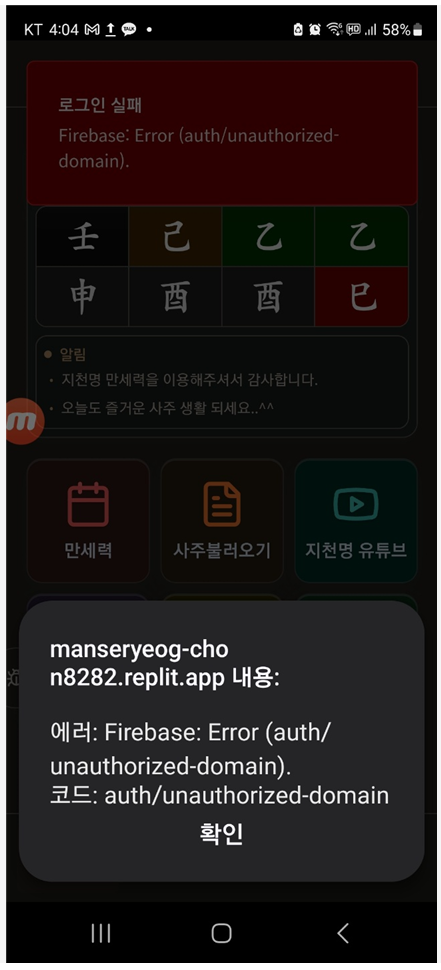 KT 4:04 58%
로그인 실패
Firebase: Error (auth/unauthorized-
domain).
壬 己 乙 乙
申 酉 酉 巳
알림
• 지천명 만세력을 이용해주셔서 감사합니다.
• 오늘도 즐거운 사주 생활 되세요..^^
m
만세력 사주불러오기 지천명 유튜브
manseryeog-cho
n8282.replit.app 내용:
에러: Firebase: Error (auth/
unauthorized-domain).
코드: auth/unauthorized-domain
확인